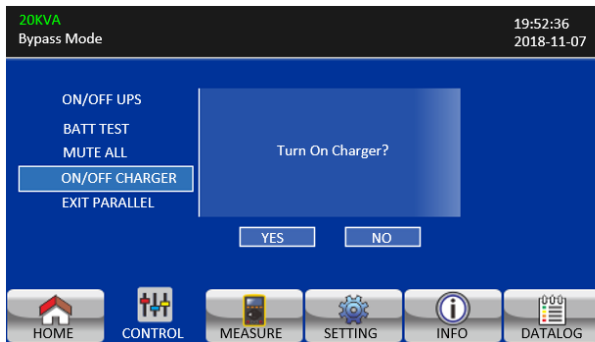 20KVA
Bypass Mode
19:52:36
2018-11-07
ON/OFF UPS
BATT TEST
MUTE ALL
ON/OFF CHARGER
EXIT PARALLEL
Turn On Charger?
YES NO
HOME CONTROL MEASURE SETTING INFO DATALOG